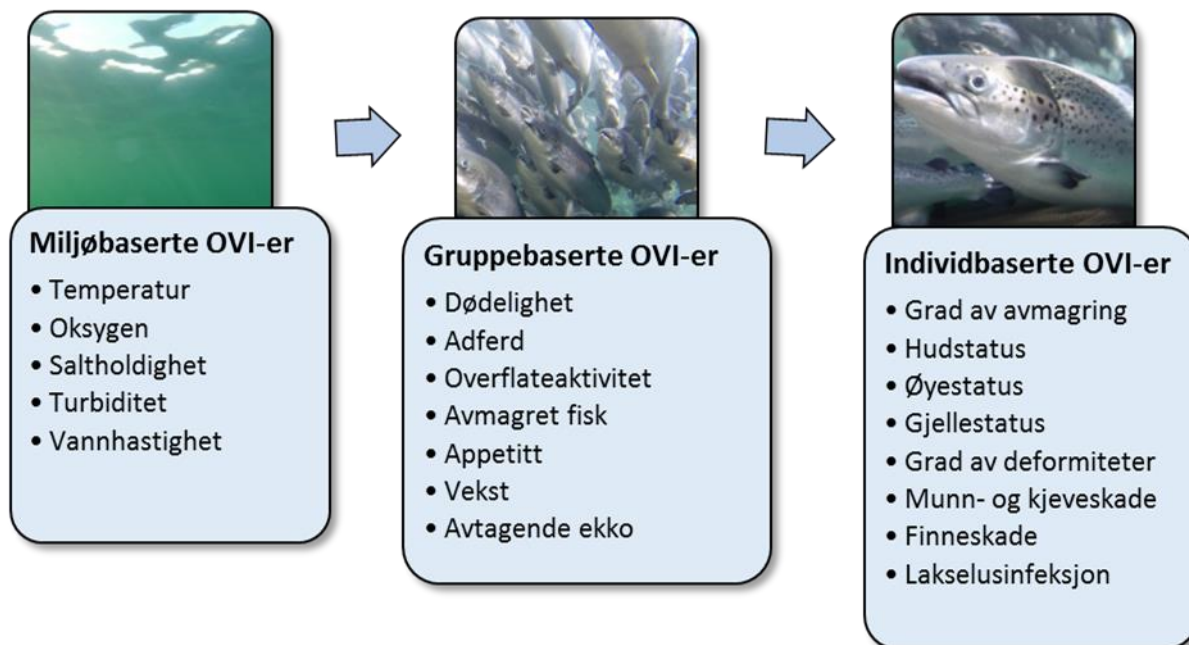 Miljøbaserte OVI-er
• Temperatur
• Oksygen
• Saltholdighet
• Turbiditet
• Vannhastighet
Gruppebaserte OVI-er
• Dødelighet
• Adferd
• Overflateaktivitet
• Avmagret fisk
• Appetitt
• Vekst
• Avtagende ekko
Individbaserte OVI-er
• Grad av avmagring
• Hudstatus
• Øyestatus
• Gjellestatus
• Grad av deformiteter
• Munn- og kjeveskade
• Finneskade
• Lakselusinfeksjon